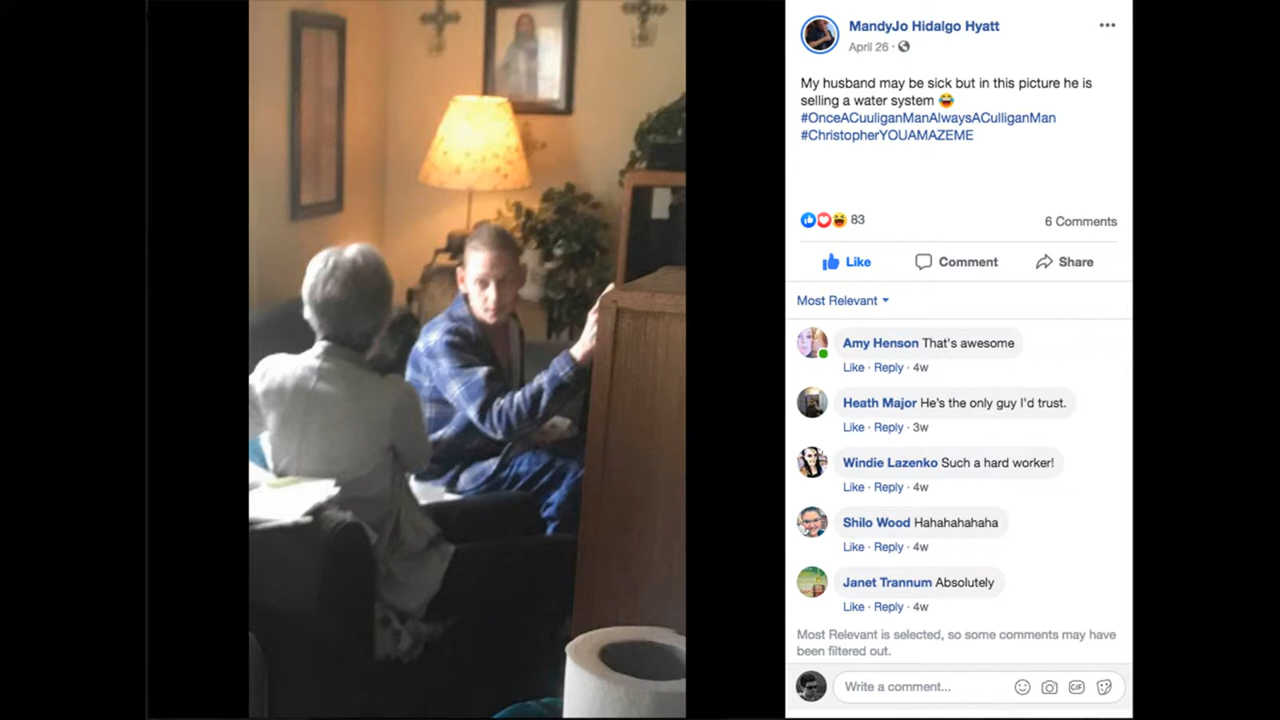 MandyJo Hidalgo Hyatt
April 26 ·
My husband may be sick but in this picture he is
selling a water system 😂
#OnceACuuliganManAlwaysACulliganMan
#ChristopherYOUAMAZEME
83
6 Comments
Like
Comment
Share
Most Relevant
Amy Henson That's awesome
Like · Reply · 4w
Heath Major He's the only guy I'd trust.
Like · Reply · 3w
Windie Lazenko Such a hard worker!
Like · Reply · 4w
Shilo Wood Hahahahahaha
Like · Reply · 4w
Janet Trannum Absolutely
Like · Reply · 4w
Most Relevant is selected, so some comments may have
been filtered out.
Write a comment...
GIF